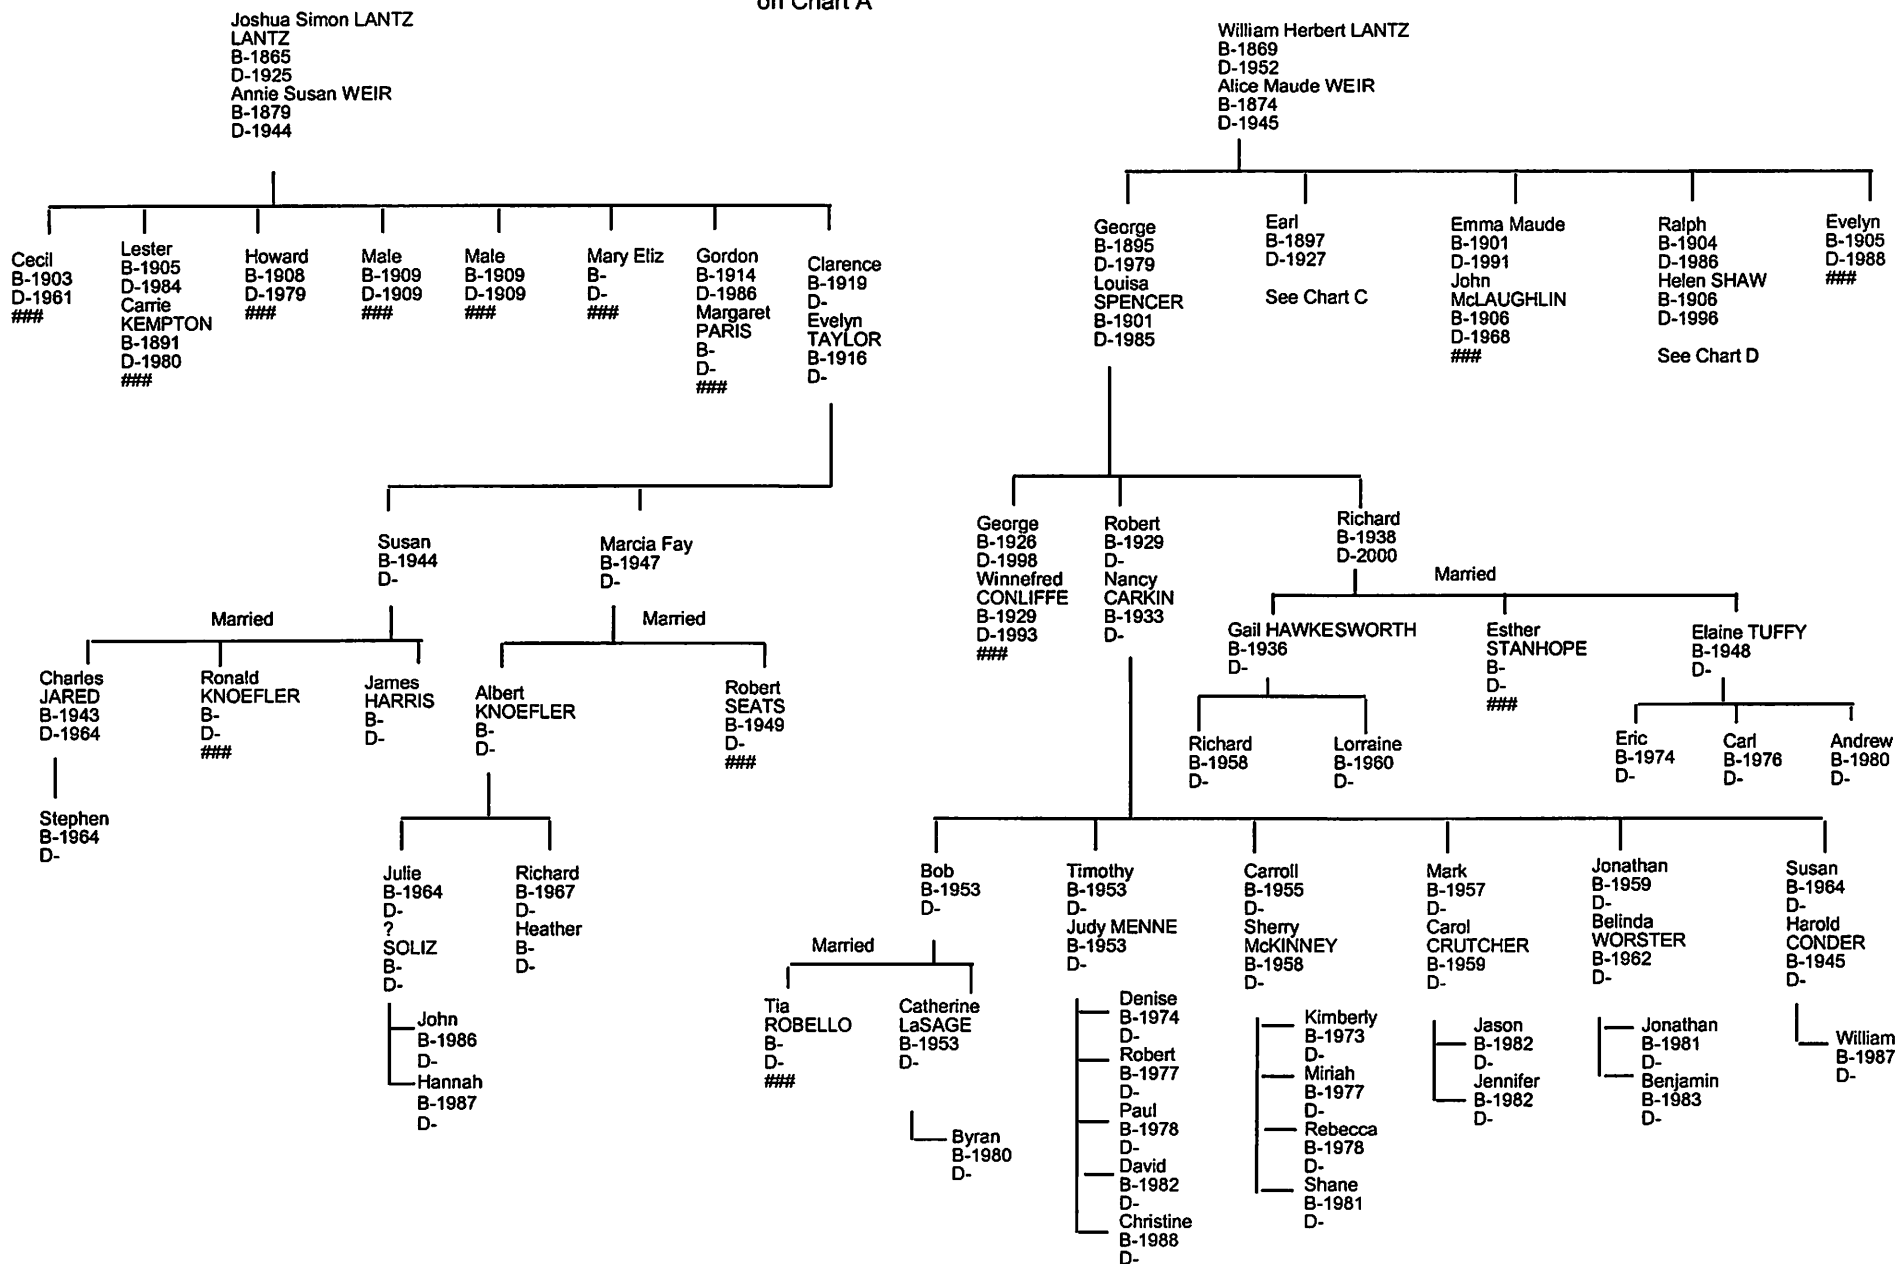 on Chart A
Joshua Simon LANTZ
LANTZ
B-1865
D-1925
Annie Susan WEIR
B-1879
D-1944
William Herbert LANTZ
B-1869
D-1952
Alice Maude WEIR
B-1874
D-1945
Cecil
B-1903
D-1961
###
Lester
B-1905
D-1984
Carrie
KEMPTON
B-1891
D-1980
###
Howard
B-1908
D-1979
###
Male
B-1909
D-1909
###
Male
B-1909
D-1909
###
Mary Eliz
B-
D-
###
Gordon
B-1914
D-1986
Margaret
PARIS
B-
D-
###
Clarence
B-1919
D-
Evelyn
TAYLOR
B-1916
D-
George
B-1895
D-1979
Louisa
SPENCER
B-1901
D-1985
Earl
B-1897
D-1927
See Chart C
Emma Maude
B-1901
D-1991
John
McLAUGHLIN
B-1906
D-1968
###
Ralph
B-1904
D-1986
Helen SHAW
B-1906
D-1996
See Chart D
Evelyn
B-1905
D-1988
###
Susan
B-1944
D-
Marcia Fay
B-1947
D-
George
B-1926
D-1998
Winnefred
CONLIFFE
B-1929
D-1993
###
Robert
B-1929
D-
Nancy
CARKIN
B-1933
D-
Richard
B-1938
D-2000
Married
Married
Married
Charles
JARED
B-1943
D-1964
Ronald
KNOEFLER
B-
D-
###
James
HARRIS
B-
D-
Albert
KNOEFLER
B-
D-
Robert
SEATS
B-1949
D-
###
Gail HAWKESWORTH
B-1936
D-
Esther
STANHOPE
B-
D-
###
Elaine TUFFY
B-1948
D-
Richard
B-1958
D-
Lorraine
B-1960
D-
Eric
B-1974
D-
Carl
B-1976
D-
Andrew
B-1980
D-
Stephen
B-1964
D-
Julie
B-1964
D-
?
SOLIZ
B-
D-
Richard
B-1967
D-
Heather
B-
D-
John
B-1986
D-
Hannah
B-1987
D-
Bob
B-1953
D-
Timothy
B-1953
D-
Judy MENNE
B-1953
D-
Carroll
B-1955
D-
Sherry
McKINNEY
B-1958
D-
Mark
B-1957
D-
Carol
CRUTCHER
B-1959
D-
Jonathan
B-1959
D-
Belinda
WORSTER
B-1962
D-
Susan
B-1964
D-
Harold
CONDER
B-1945
D-
Married
Tia
ROBELLO
B-
D-
###
Catherine
LaSAGE
B-1953
D-
Byran
B-1980
D-
Denise
B-1974
D-
Robert
B-1977
D-
Paul
B-1978
D-
David
B-1982
D-
Christine
B-1988
D-
Kimberly
B-1973
D-
Miriah
B-1977
D-
Rebecca
B-1978
D-
Shane
B-1981
D-
Jason
B-1982
D-
Jennifer
B-1982
D-
Jonathan
B-1981
D-
Benjamin
B-1983
D-
William
B-1987
D-